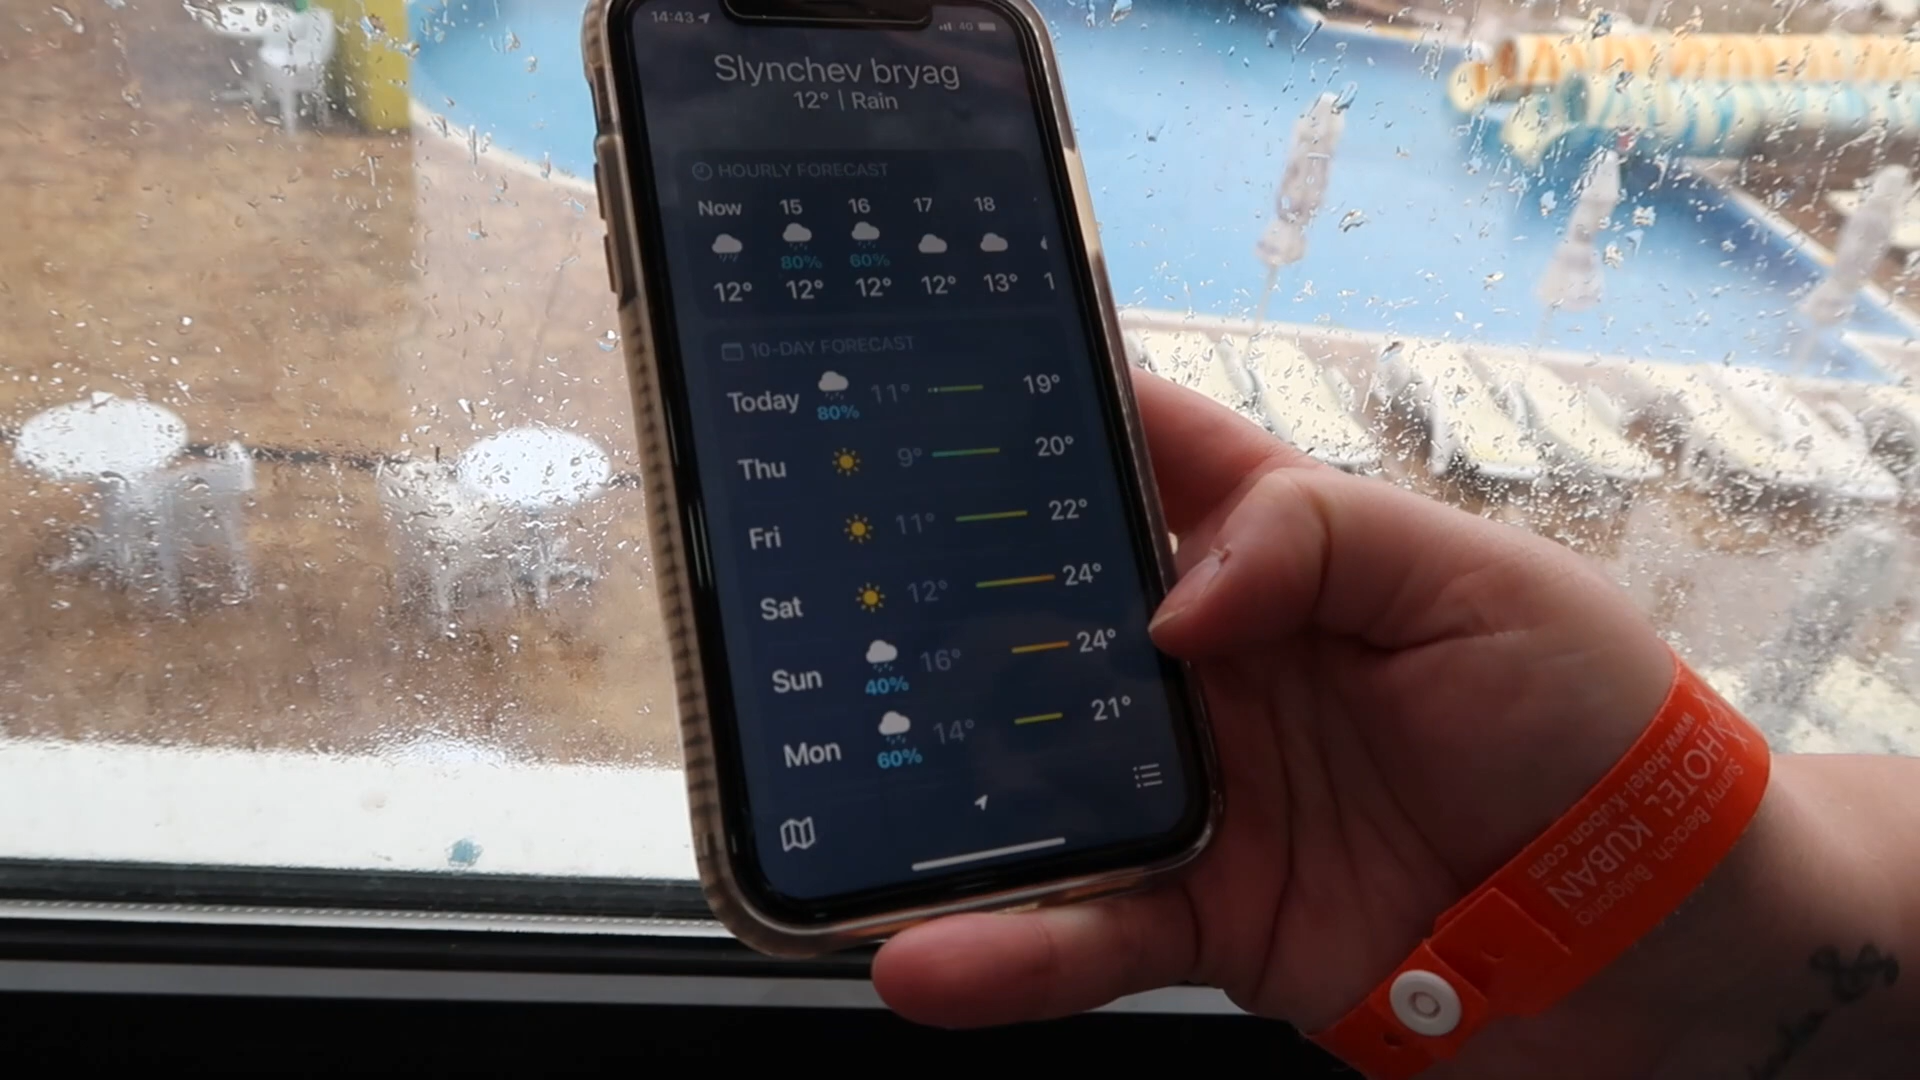 14:43 4G
Slynchev bryag
12° | Rain
HOURLY FORECAST
Now 15 16 17 18
80% 60%
12° 12° 12° 12° 13° 1
10-DAY FORECAST
Today 80% 11° 19°
Thu 9° 20°
Fri 11° 22°
Sat 12° 24°
Sun 40% 16° 24°
Mon 60% 14° 21°
Sunny Beach, Bulgaria
HOTEL KUBAN
www.Hotel-Kuban.com